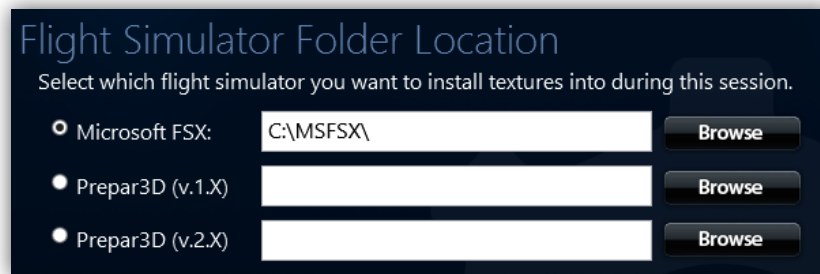 Flight Simulator Folder Location
Select which flight simulator you want to install textures into during this session.
Microsoft FSX: C:\MSFSX\ Browse
Prepar3D (v.1.X) Browse
Prepar3D (v.2.X) Browse